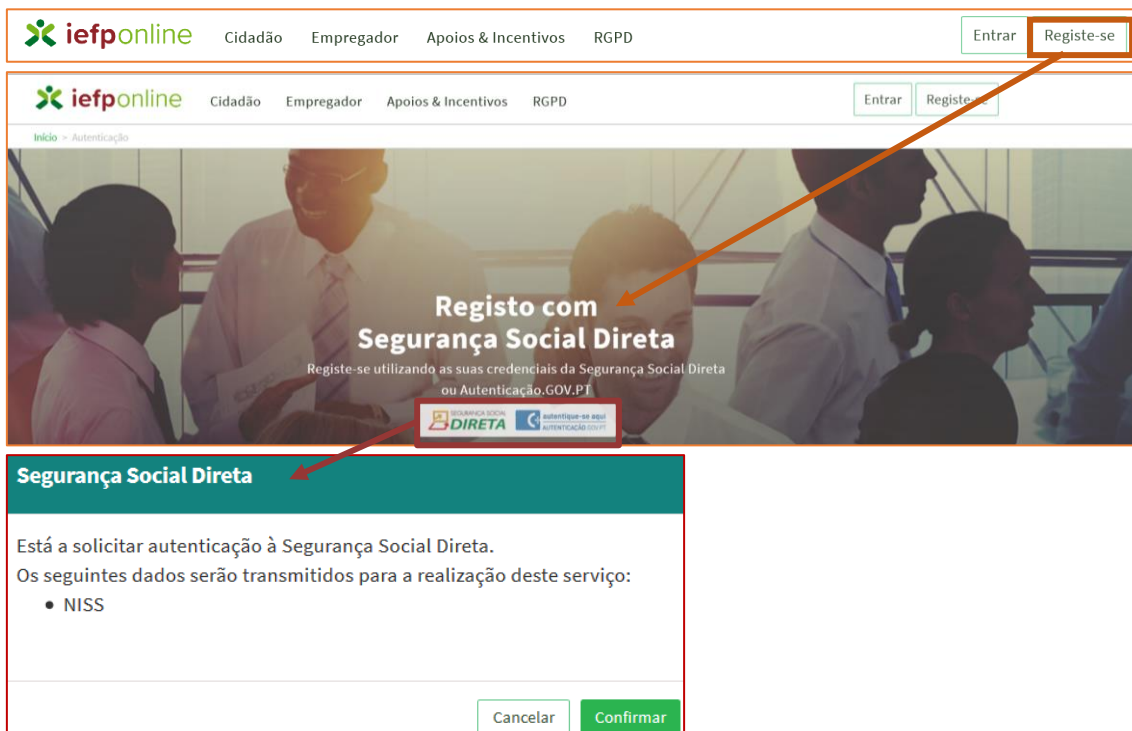 iefponline Cidadão Empregador Apoios & Incentivos RGPD Entrar Registe-se
iefponline Cidadão Empregador Apoios & Incentivos RGPD Entrar Registe-se
Início > Autenticação
Registo com
Segurança Social Direta
Registe-se utilizando as suas credenciais da Segurança Social Direta
ou Autenticação.GOV.PT
SEGURANÇA SOCIAL
DIRETA
autentique-se aqui
AUTENTICAÇÃO.GOV.PT
Segurança Social Direta
Está a solicitar autenticação à Segurança Social Direta.
Os seguintes dados serão transmitidos para a realização deste serviço:
• NISS
Cancelar Confirmar